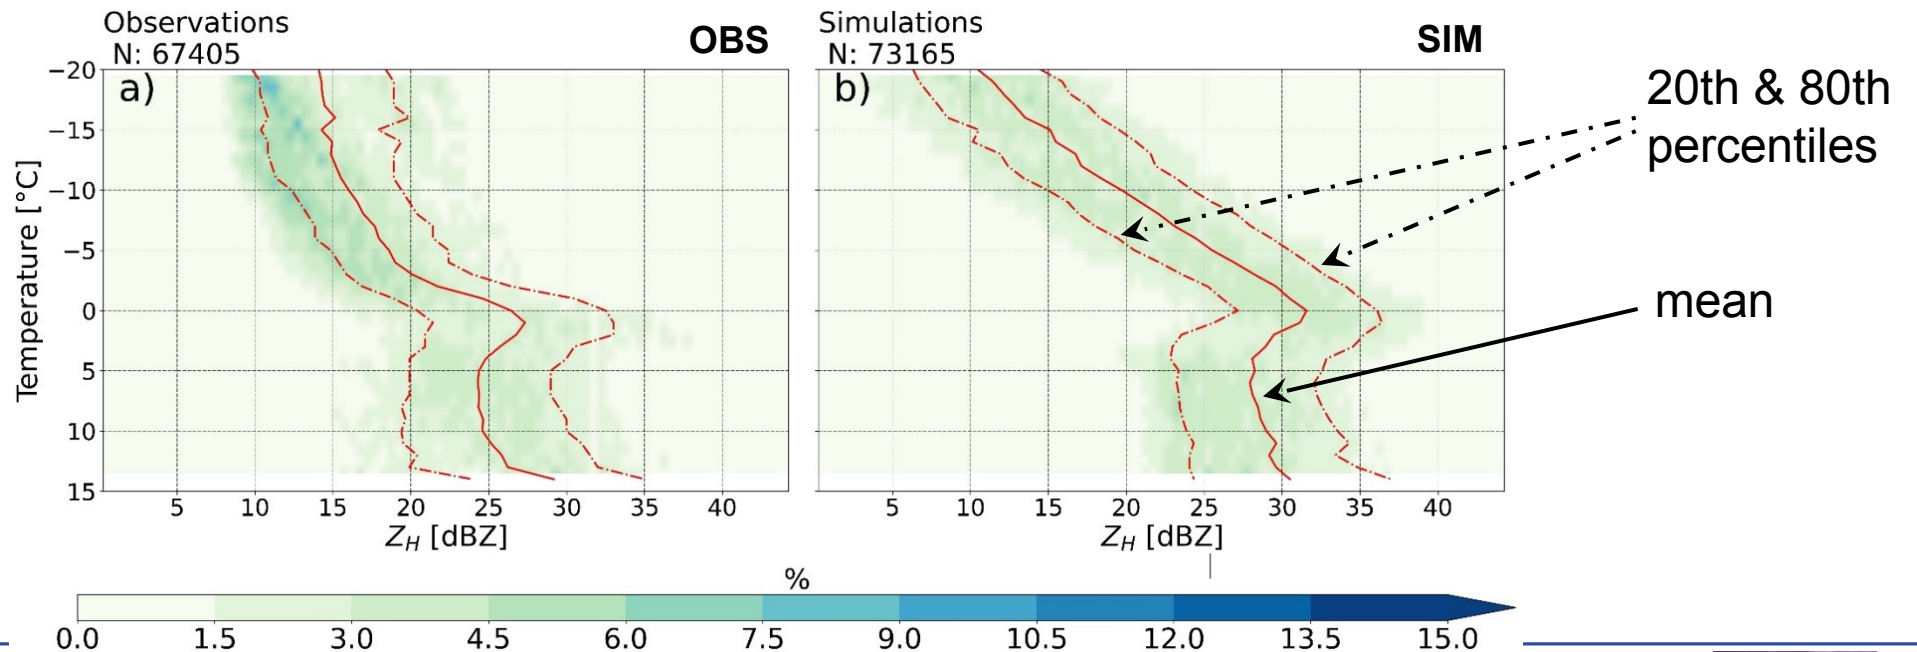 Observations
N: 67405
OBS
Simulations
N: 73165
SIM
a)
b)
20th & 80th
percentiles
mean
Temperature [°C]
−20
−15
−10
−5
0
5
10
15
5 10 15 20 25 30 35 40
Z_H [dBZ]
5 10 15 20 25 30 35 40
Z_H [dBZ]
%
0.0 1.5 3.0 4.5 6.0 7.5 9.0 10.5 12.0 13.5 15.0